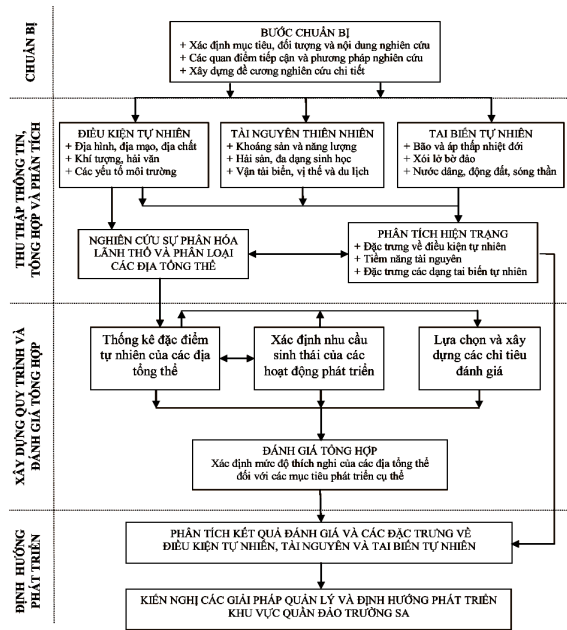 CHUẨN BỊ
BƯỚC CHUẨN BỊ
+ Xác định mục tiêu, đối tượng và nội dung nghiên cứu
+ Các quan điểm tiếp cận và phương pháp nghiên cứu
+ Xây dựng đề cương nghiên cứu chi tiết
THU THẬP THÔNG TIN,
TỔNG HỢP VÀ PHÂN TÍCH
ĐIỀU KIỆN TỰ NHIÊN
+ Địa hình, địa mạo, địa chất
+ Khí tượng, hải văn
+ Các yếu tố môi trường
TÀI NGUYÊN THIÊN NHIÊN
+ Khoáng sản và năng lượng
+ Hải sản, đa dạng sinh học
+ Vận tải biển, vị thế và du lịch
TAI BIẾN TỰ NHIÊN
+ Bão và áp thấp nhiệt đới
+ Xói lở bờ đảo
+ Nước dâng, động đất, sóng thần
NGHIÊN CỨU SỰ PHÂN HÓA
LÃNH THỔ VÀ PHÂN LOẠI
CÁC ĐỊA TỔNG THỂ
PHÂN TÍCH HIỆN TRẠNG
+ Đặc trưng về điều kiện tự nhiên
+ Tiềm năng tài nguyên
+ Đặc trưng các dạng tai biến tự nhiên
XÂY DỰNG QUY TRÌNH VÀ
ĐÁNH GIÁ TỔNG HỢP
Thống kê đặc điểm
tự nhiên của các địa
tổng thể
Xác định nhu cầu
sinh thái của các
hoạt động phát triển
Lựa chọn và xây
dựng các chỉ tiêu
đánh giá
ĐÁNH GIÁ TỔNG HỢP
Xác định mức độ thích nghi của các địa tổng thể
đối với các mục tiêu phát triển cụ thể
ĐỊNH HƯỚNG
PHÁT TRIỂN
PHÂN TÍCH KẾT QUẢ ĐÁNH GIÁ VÀ CÁC ĐẶC TRƯNG VỀ
ĐIỀU KIỆN TỰ NHIÊN, TÀI NGUYÊN VÀ TAI BIẾN TỰ NHIÊN
KIẾN NGHỊ CÁC GIẢI PHÁP QUẢN LÝ VÀ ĐỊNH HƯỚNG PHÁT TRIỂN
KHU VỰC QUẦN ĐẢO TRƯỜNG SA